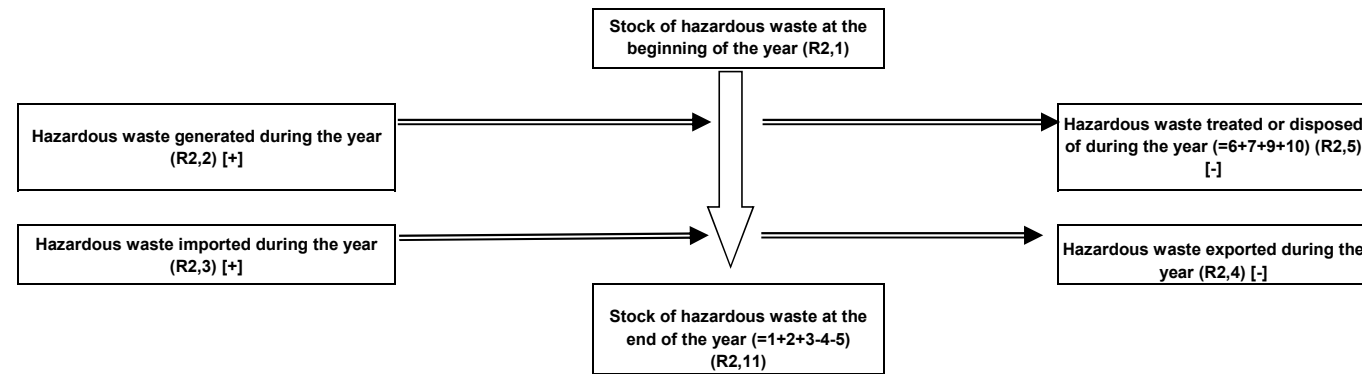 Stock of hazardous waste at the
beginning of the year (R2,1)
Hazardous waste generated during the year
(R2,2) [+]
Hazardous waste treated or disposed
of during the year (=6+7+9+10) (R2,5)
[-]
Hazardous waste imported during the year
(R2,3) [+]
Hazardous waste exported during the
year (R2,4) [-]
Stock of hazardous waste at the
end of the year (=1+2+3-4-5)
(R2,11)